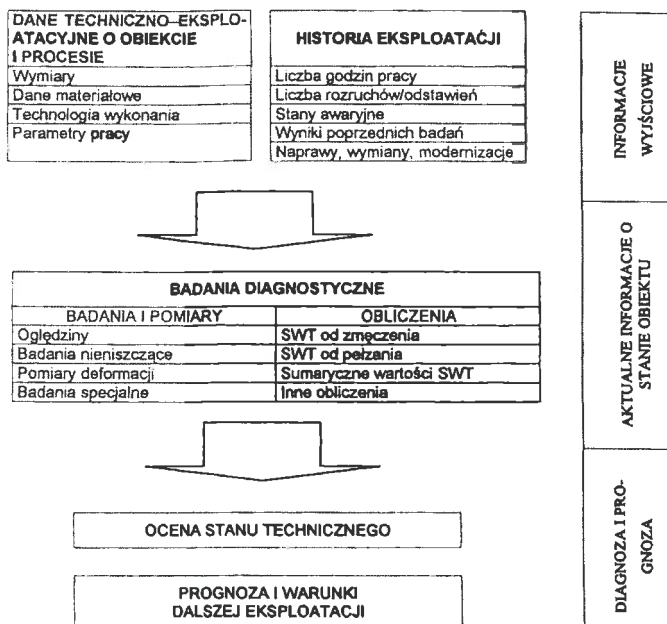 DANE TECHNICZNO-EKSPLO-
ATACYJNE O OBIEKCIE
I PROCESIE
Wymiary
Dane materiałowe
Technologia wykonania
Parametry pracy
HISTORIA EKSPLOATACJI
Liczba godzin pracy
Liczba rozruchów/odstawień
Stany awaryjne
Wyniki poprzednich badań
Naprawy, wymiany, modernizacje
INFORMACJE
WYJŚCIOWE
BADANIA DIAGNOSTYCZNE
BADANIA I POMIARY
OBLICZENIA
Oględziny
SWT od zmęczenia
Badania nieniszczące
SWT od pełzania
Pomiary deformacji
Sumaryczne wartości SWT
Badania specjalne
Inne obliczenia
AKTUALNE INFORMACJE O
STANIE OBIEKTU
OCENA STANU TECHNICZNEGO
PROGNOZA I WARUNKI
DALSZEJ EKSPLOATACJI
DIAGNOZA I PRO-
GNOZA